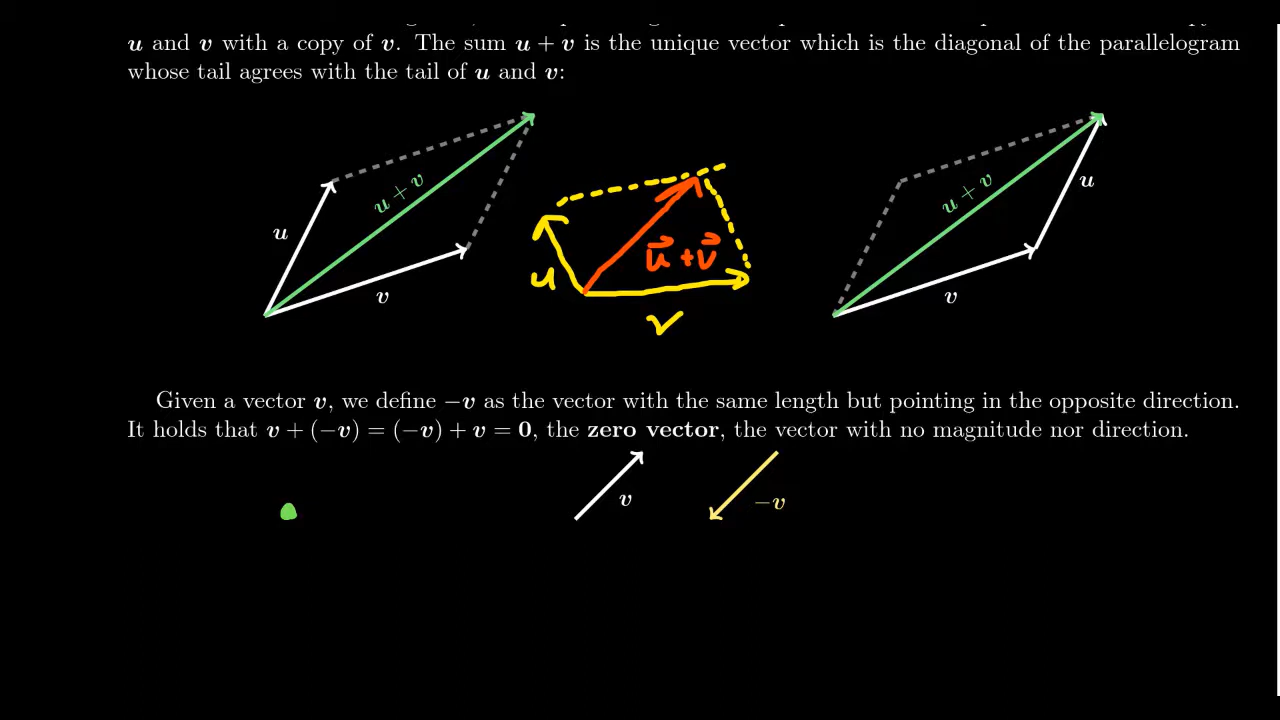 u and v with a copy of v. The sum u + v is the unique vector which is the diagonal of the parallelogram
whose tail agrees with the tail of u and v:
u + v
u
v
u
u⃗ + v⃗
v
u + v
u
v
Given a vector v, we define −v as the vector with the same length but pointing in the opposite direction.
It holds that v + (−v) = (−v) + v = 0, the zero vector, the vector with no magnitude nor direction.
v
−v